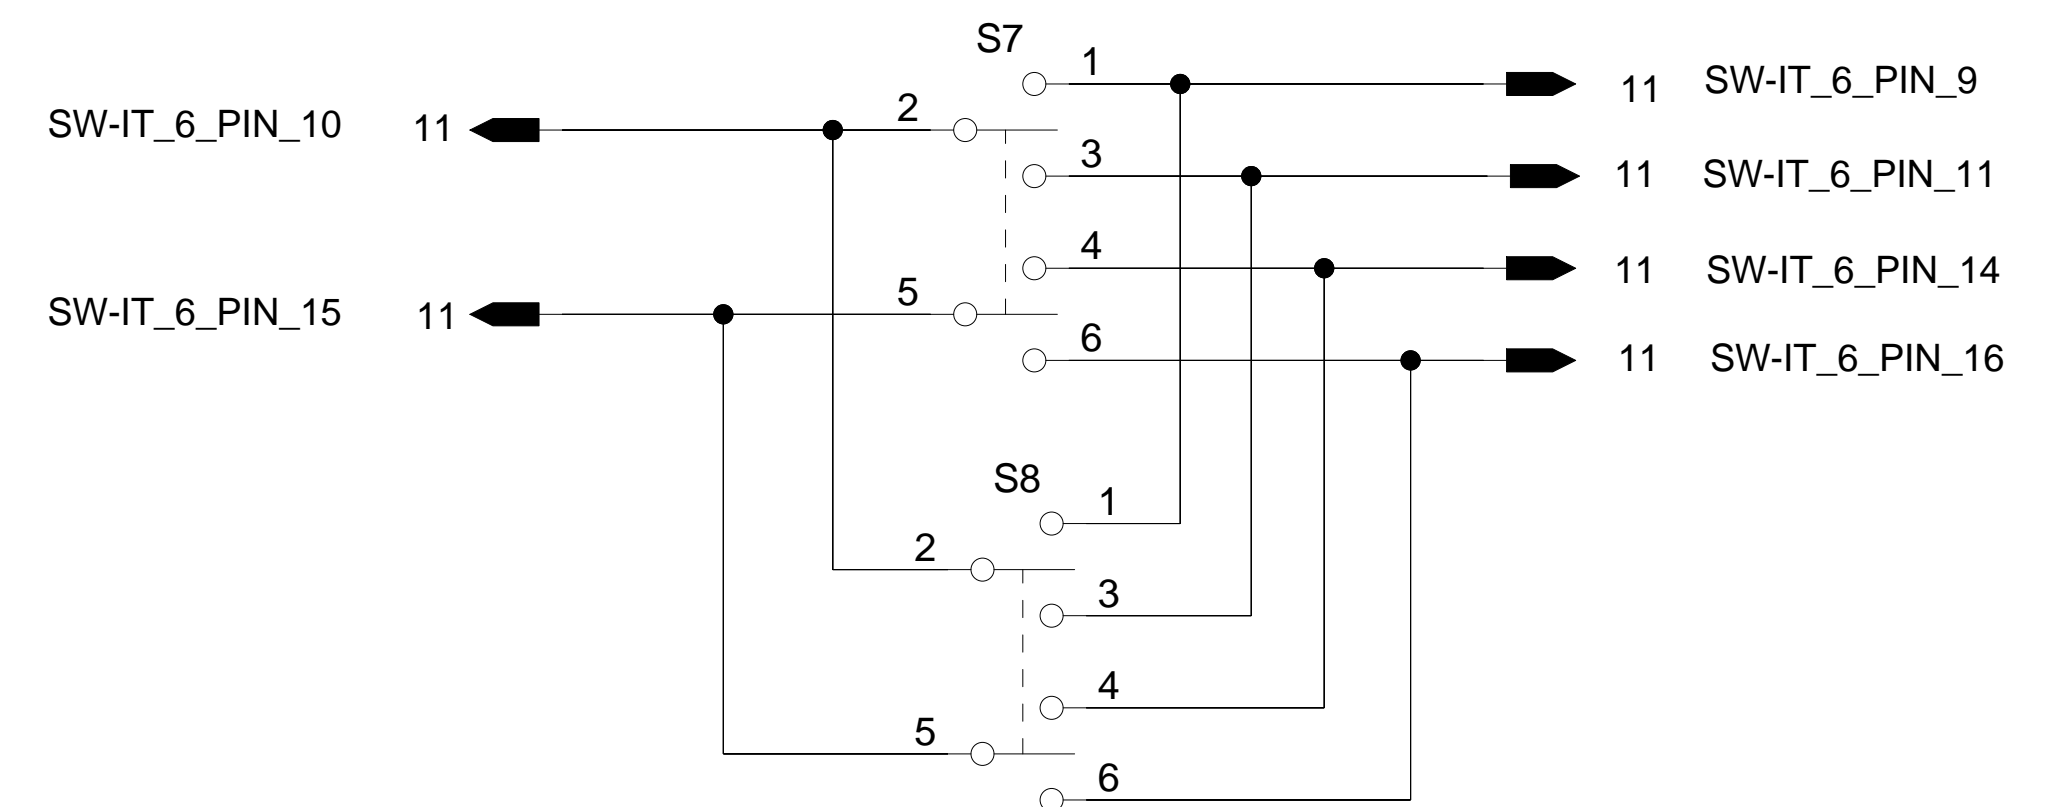 S7
1 11 SW-IT_6_PIN_9
SW-IT_6_PIN_10 11 2
3 11 SW-IT_6_PIN_11
4 11 SW-IT_6_PIN_14
SW-IT_6_PIN_15 11 5
6 11 SW-IT_6_PIN_16
S8
1
2
3
4
5
6